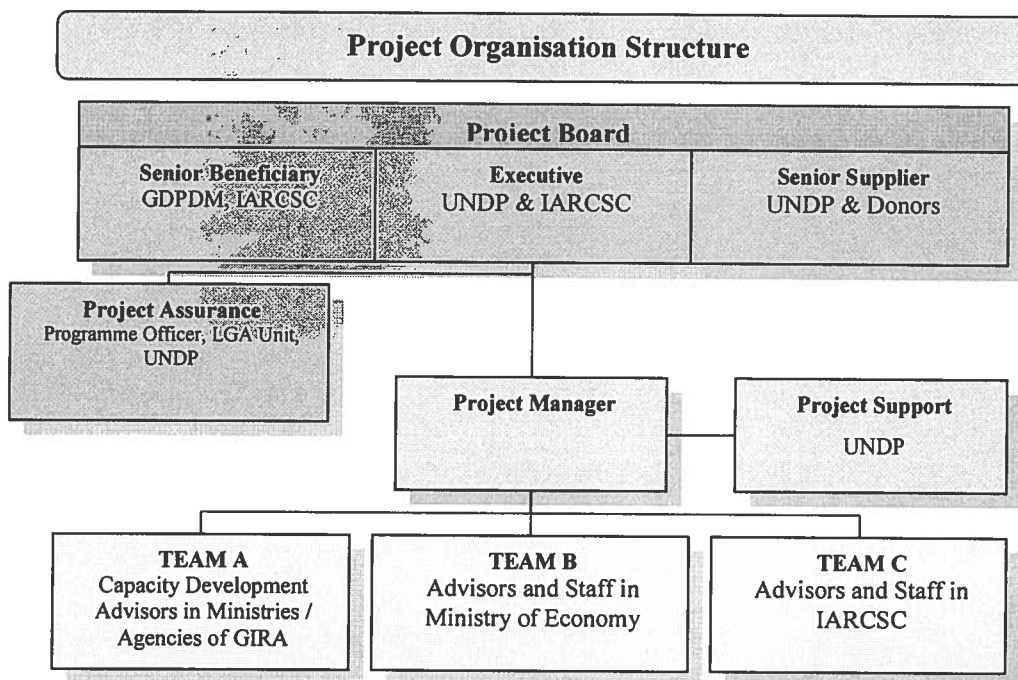 Project Organisation Structure
Project Board
Senior Beneficiary
GDPDM, IARCSC
Executive
UNDP & IARCSC
Senior Supplier
UNDP & Donors
Project Assurance
Programme Officer, LGA Unit,
UNDP
Project Manager
Project Support
UNDP
TEAM A
Capacity Development
Advisors in Ministries /
Agencies of GIRA
TEAM B
Advisors and Staff in
Ministry of Economy
TEAM C
Advisors and Staff in
IARCSC